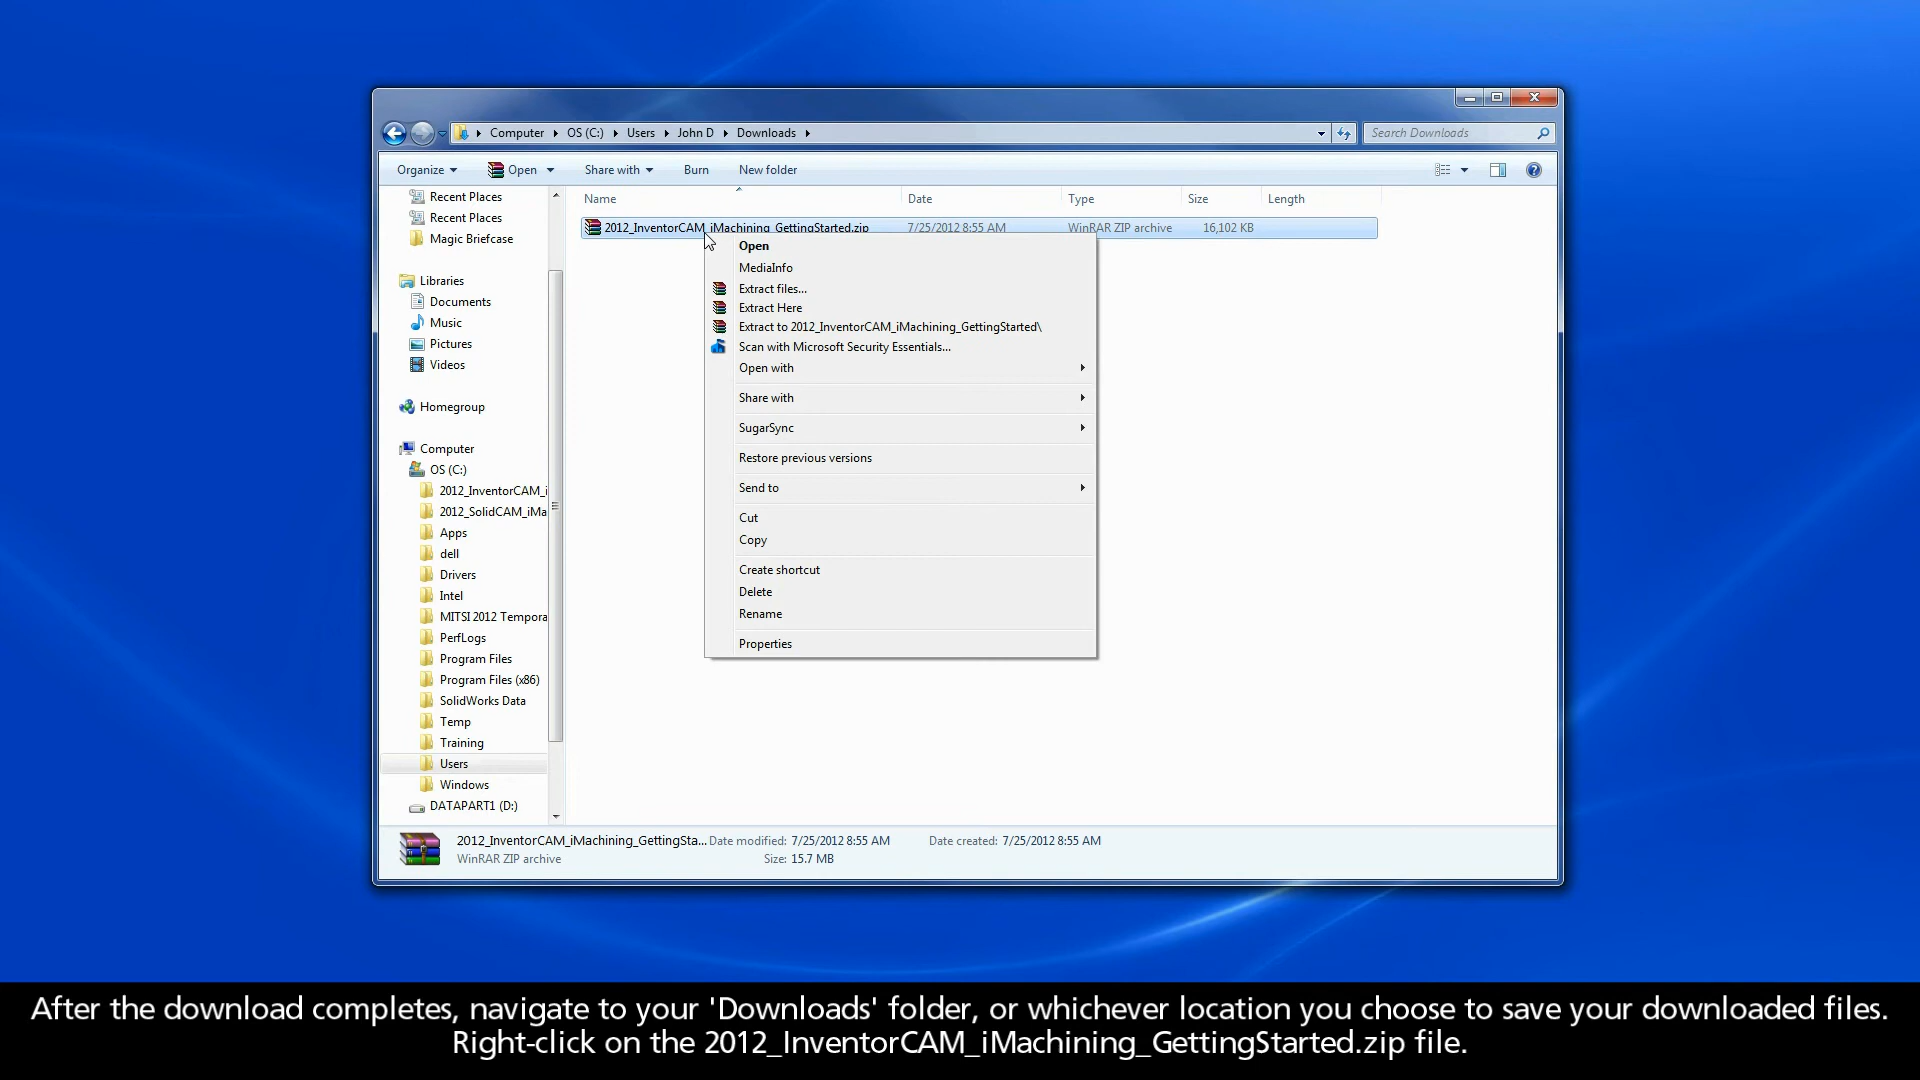 Computer OS (C:) Users John D Downloads
Search Downloads
Organize Open Share with Burn New folder
Name Date Type Size Length
2012_InventorCAM_iMachining_GettingStarted.zip 7/25/2012 8:55 AM WinRAR ZIP archive 16,102 KB
Recent Places
Recent Places
Magic Briefcase
Libraries
Documents
Music
Pictures
Videos
Homegroup
Computer
OS (C:)
2012_InventorCAM_i
2012_SolidCAM_iMa
Apps
dell
Drivers
Intel
MITSI 2012 Tempora
PerfLogs
Program Files
Program Files (x86)
SolidWorks Data
Temp
Training
Users
Windows
DATAPART1 (D:)
Open
MediaInfo
Extract files...
Extract Here
Extract to 2012_InventorCAM_iMachining_GettingStarted\
Scan with Microsoft Security Essentials...
Open with
Share with
SugarSync
Restore previous versions
Send to
Cut
Copy
Create shortcut
Delete
Rename
Properties
2012_InventorCAM_iMachining_GettingSta... Date modified: 7/25/2012 8:55 AM Date created: 7/25/2012 8:55 AM
WinRAR ZIP archive Size: 15.7 MB
After the download completes, navigate to your 'Downloads' folder, or whichever location you choose to save your downloaded files.
Right-click on the 2012_InventorCAM_iMachining_GettingStarted.zip file.